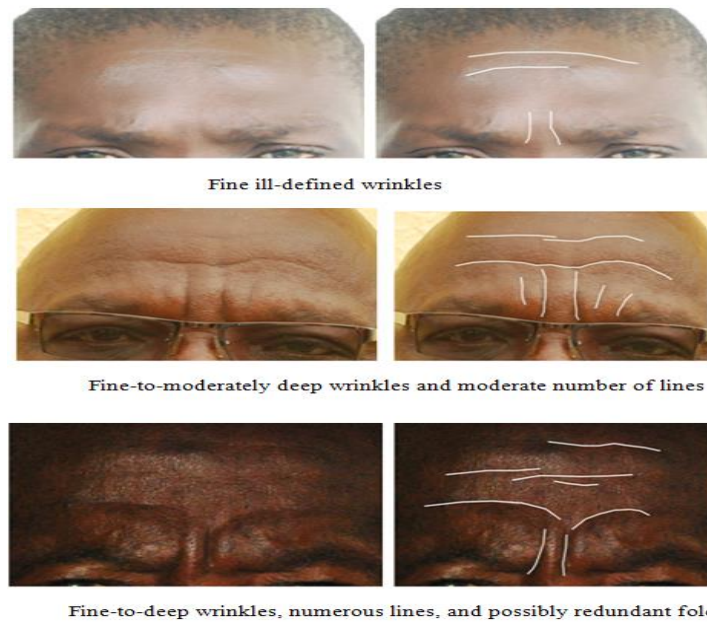 Fine ill-defined wrinkles
Fine-to-moderately deep wrinkles and moderate number of lines
Fine-to-deep wrinkles, numerous lines, and possibly redundant